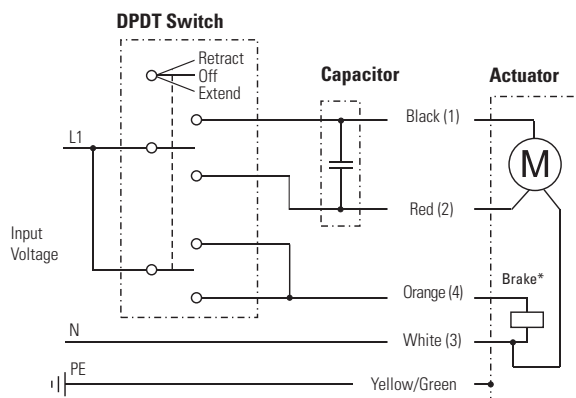 DPDT Switch
Retract
Off
Extend
Capacitor
Actuator
Black (1)
L1
M
Red (2)
Input
Voltage
Brake*
Orange (4)
N
White (3)
PE
Yellow/Green